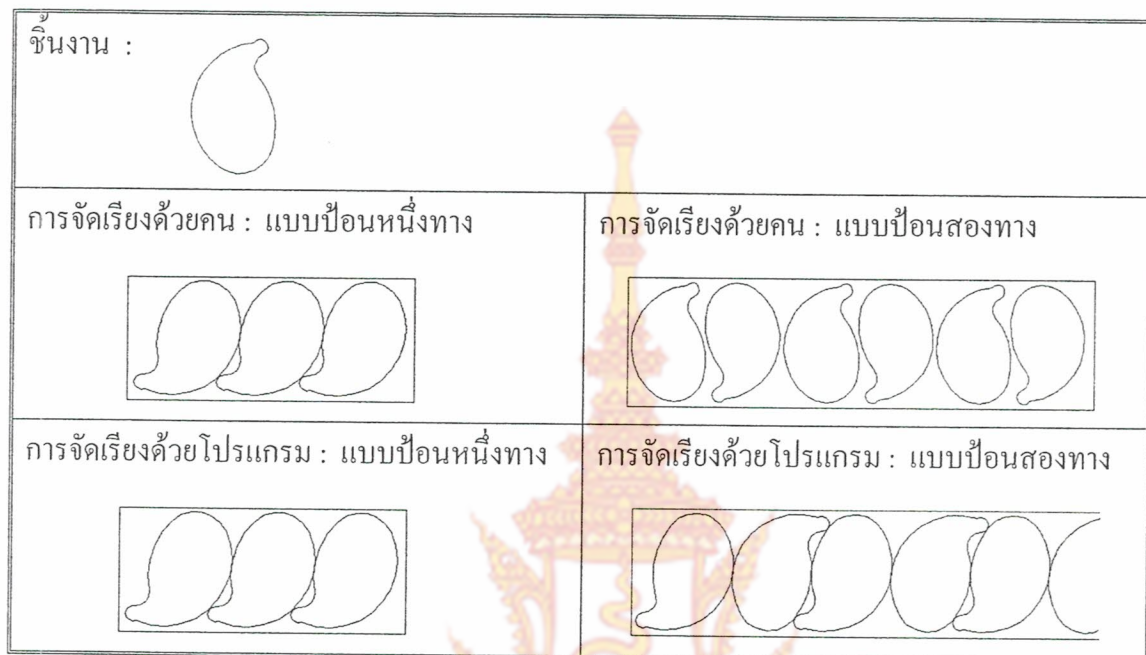 ชิ้นงาน :
การจัดเรียงด้วยคน : แบบป้อนหนึ่งทาง
การจัดเรียงด้วยคน : แบบป้อนสองทาง
การจัดเรียงด้วยโปรแกรม : แบบป้อนหนึ่งทาง
การจัดเรียงด้วยโปรแกรม : แบบป้อนสองทาง